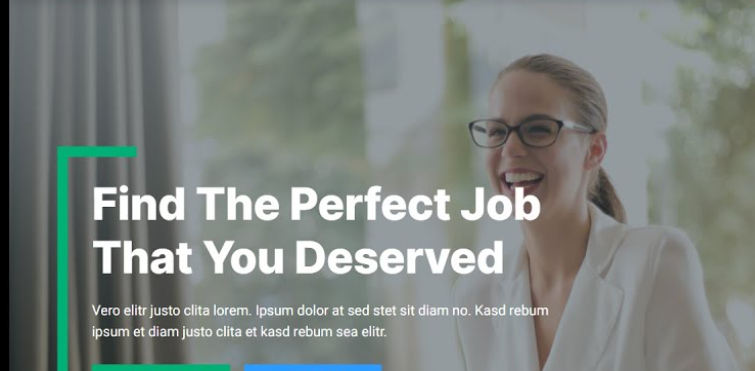 Find The Perfect Job
That You Deserved
Vero elitr justo clita lorem. Ipsum dolor at sed stet sit diam no. Kasd rebum
ipsum et diam justo clita et kasd rebum sea elitr.